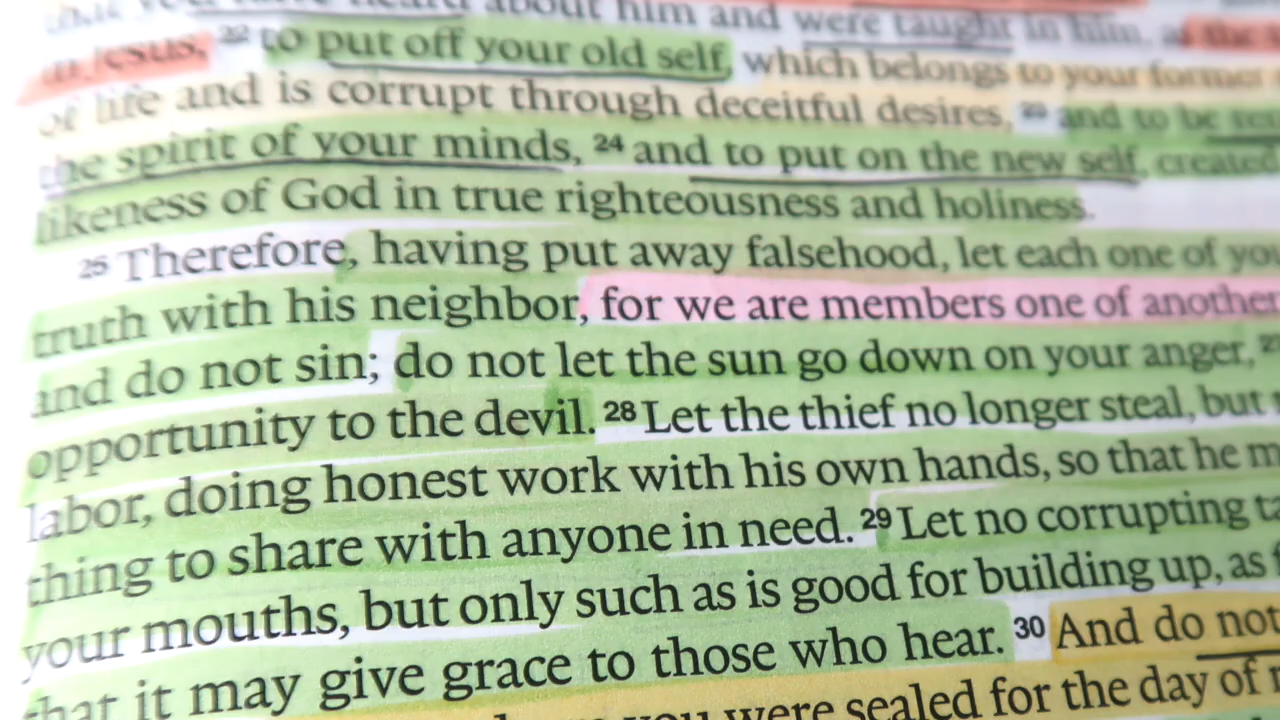 about him and were taught in him, as the
in Jesus, 22 to put off your old self, which belongs to your former
of life and is corrupt through deceitful desires, 23 and to be
the spirit of your minds, 24 and to put on the new self, created
likeness of God in true righteousness and holiness.
25 Therefore, having put away falsehood, let each one of you
truth with his neighbor, for we are members one of another
and do not sin; do not let the sun go down on your anger, 27
opportunity to the devil. 28 Let the thief no longer steal, but
labor, doing honest work with his own hands, so that he m
thing to share with anyone in need. 29 Let no corrupting ta
your mouths, but only such as is good for building up, as f
that it may give grace to those who hear. 30 And do not
you were sealed for the day of r